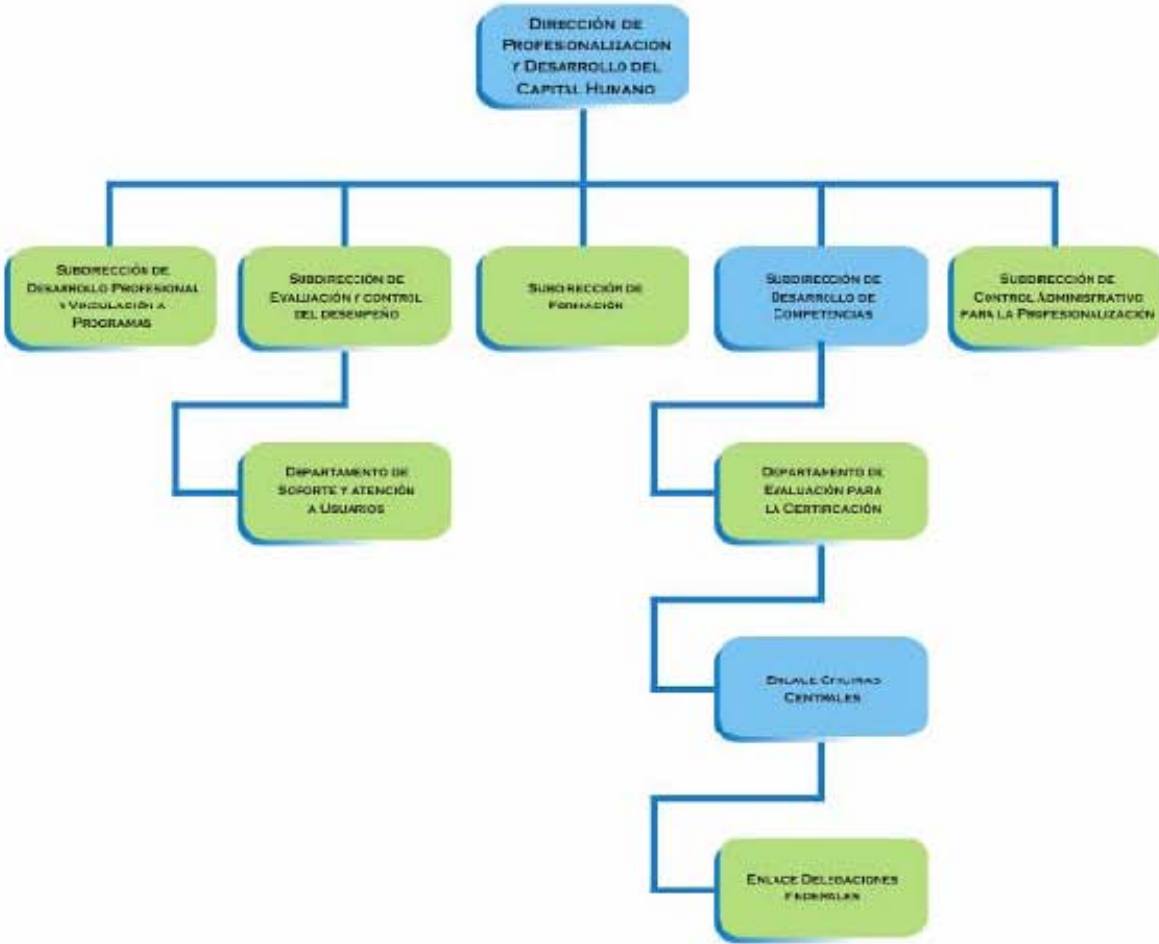 DIRECCIÓN DE
PROFESIONALIZACIÓN
Y DESARROLLO DEL
CAPITAL HUMANO
SUBDIRECCIÓN DE
DESARROLLO PROFESIONAL
Y VINCULACIÓN A
PROGRAMAS
SUBDIRECCIÓN DE
EVALUACIÓN Y CONTROL
DEL DESEMPEÑO
SUBDIRECCIÓN DE
FORMACIÓN
SUBDIRECCIÓN DE
DESARROLLO DE
COMPETENCIAS
SUBDIRECCIÓN DE
CONTROL ADMINISTRATIVO
PARA LA PROFESIONALIZACIÓN
DEPARTAMENTO DE
SOPORTE Y ATENCIÓN
A USUARIOS
DEPARTAMENTO DE
EVALUACIÓN PARA
LA CERTIFICACIÓN
ENLACE OFICINAS
CENTRALES
ENLACE DELEGACIONES
FEDERALES